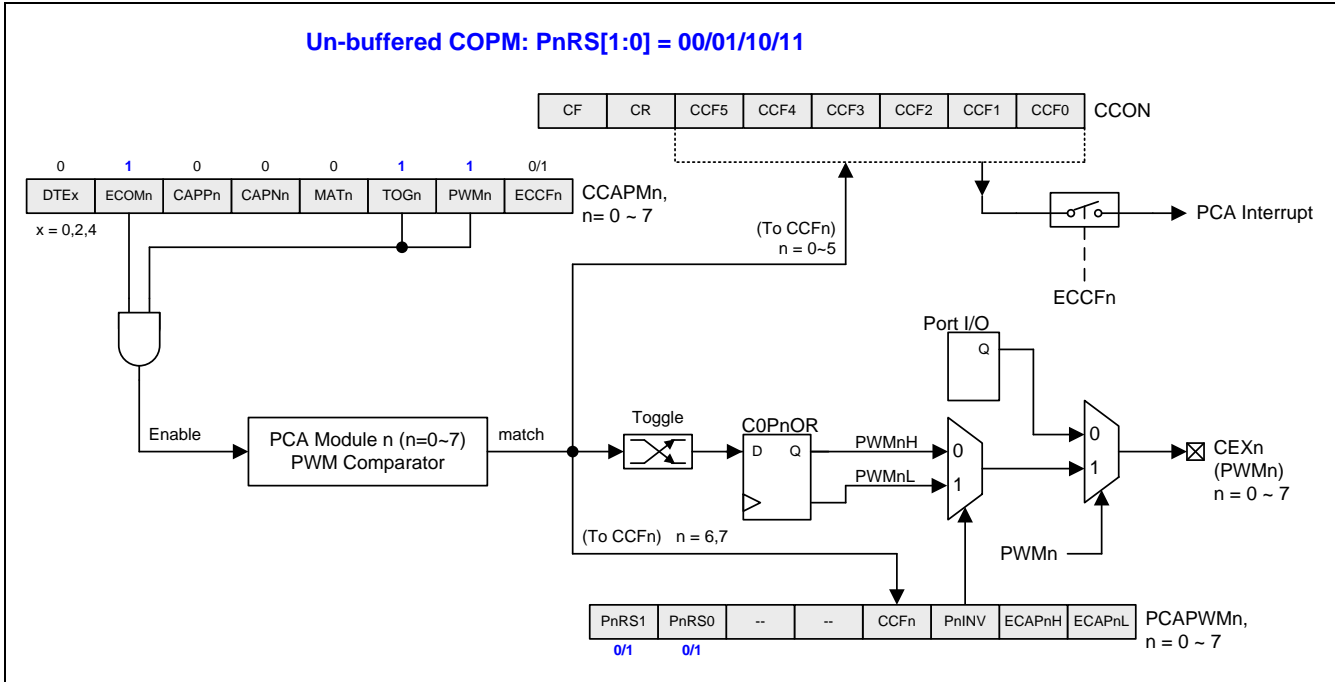 Un-buffered COPM: PnRS[1:0] = 00/01/10/11
CF CR CCF5 CCF4 CCF3 CCF2 CCF1 CCF0 CCON
0 1 0 0 0 1 1 0/1
DTEx ECOMn CAPPn CAPNn MATn TOGn PWMn ECCFn CCAPMn,
n= 0 ~ 7
x = 0,2,4
(To CCFn)
n = 0~5
PCA Interrupt
ECCFn
Port I/O
Q
Enable
PCA Module n (n=0~7)
PWM Comparator
match
Toggle
C0PnOR
D Q
PWMnH
PWMnL
0
1
0
1
CEXn
(PWMn)
n = 0 ~ 7
PWMn
(To CCFn) n = 6,7
PnRS1 PnRS0 -- -- CCFn PnINV ECAPnH ECAPnL PCAPWMn,
n = 0 ~ 7
0/1 0/1